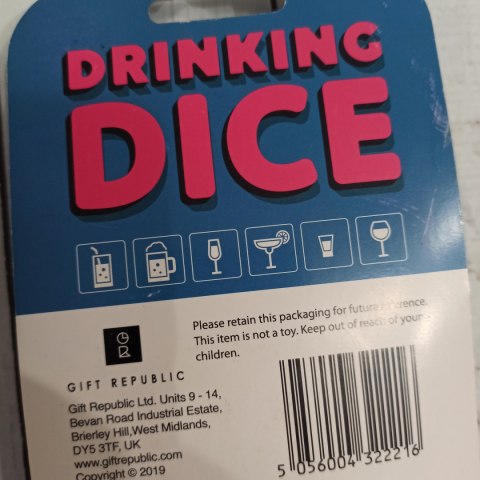 DRINKING
DICE
Please retain this packaging for future reference.
This item is not a toy. Keep out of reach of young
children.
GIFT REPUBLIC
Gift Republic Ltd. Units 9 - 14,
Bevan Road Industrial Estate,
Brierley Hill,West Midlands,
DY5 3TF, UK
www.giftrepublic.com
Copyright © 2019
5 056004 322216